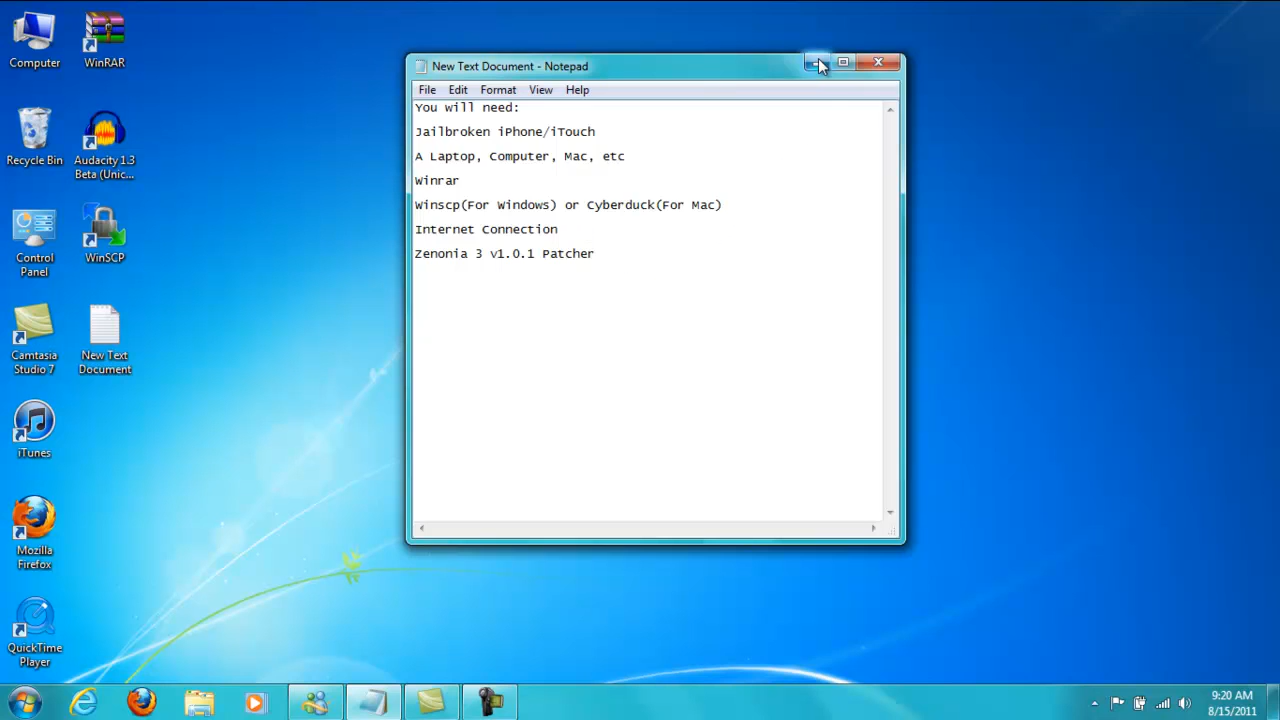 Computer
WinRAR
Recycle Bin
Audacity 1.3
Beta (Unic...
Control
Panel
WinSCP
Camtasia
Studio 7
New Text
Document
iTunes
Mozilla
Firefox
QuickTime
Player
New Text Document - Notepad
File Edit Format View Help
You will need:
Jailbroken iPhone/iTouch
A Laptop, Computer, Mac, etc
Winrar
Winscp(For Windows) or Cyberduck(For Mac)
Internet Connection
Zenonia 3 v1.0.1 Patcher
9:20 AM
8/15/2011